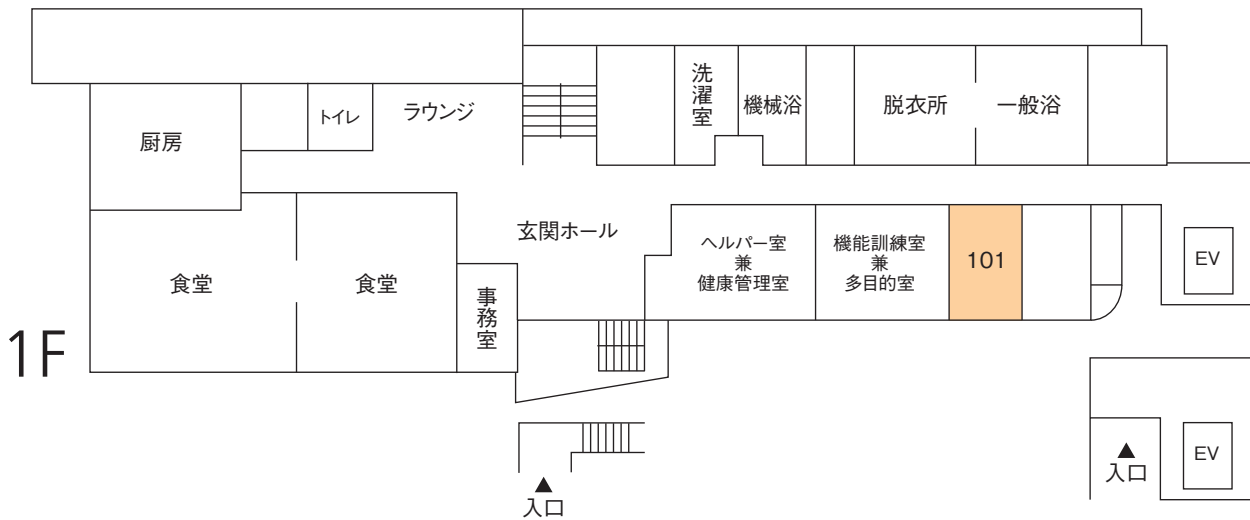 洗濯室
機械浴
脱衣所
一般浴
ラウンジ
トイレ
厨房
玄関ホール
ヘルパー室
兼
健康管理室
機能訓練室
兼
多目的室
101
EV
食堂
食堂
事務室
1F
EV
入口
入口